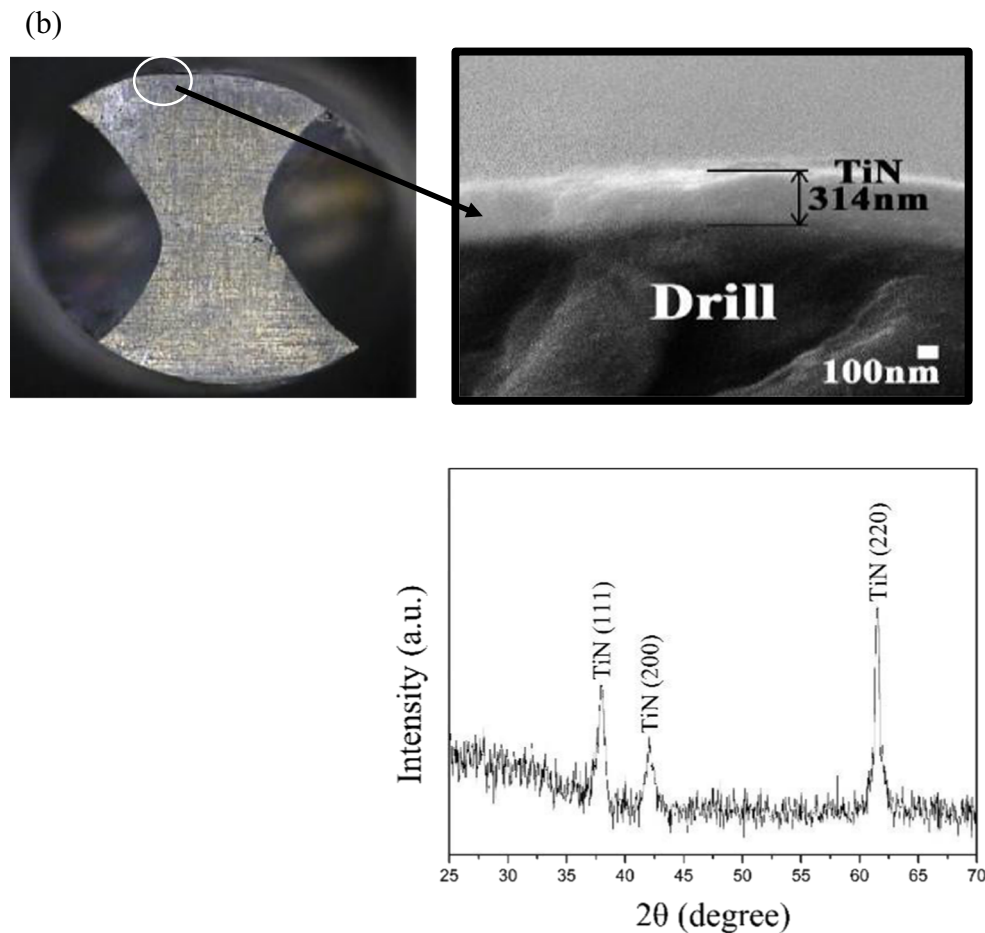 (b)
TiN
314nm
Drill
100nm
Intensity (a.u.)
TiN (111)
TiN (200)
TiN (220)
25 30 35 40 45 50 55 60 65 70
2θ (degree)